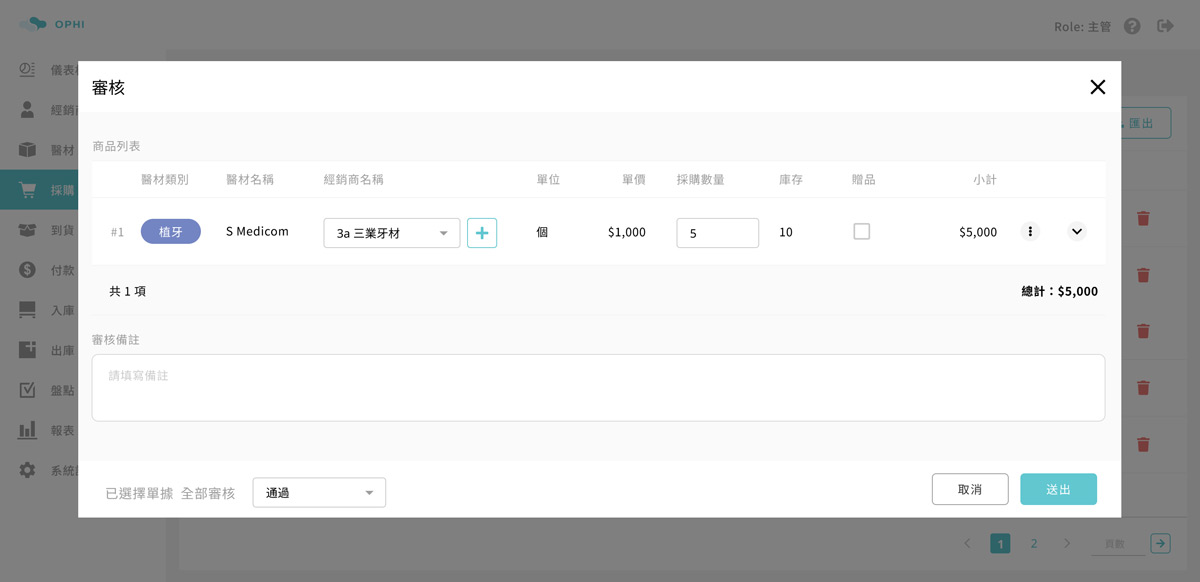 OPHI
Role: 主管
儀表
經銷
醫材
採購
到貨
付款
入庫
出庫
盤點
報表
系統
匯出
審核
商品列表
醫材類別 醫材名稱 經銷商名稱 單位 單價 採購數量 庫存 贈品 小計
#1 植牙 S Medicom 3a 三業牙材 個 $1,000 5 10 $5,000
共 1 項 總計：$5,000
審核備註
請填寫備註
已選擇單據 全部審核 通過 取消 送出
1 2 頁數